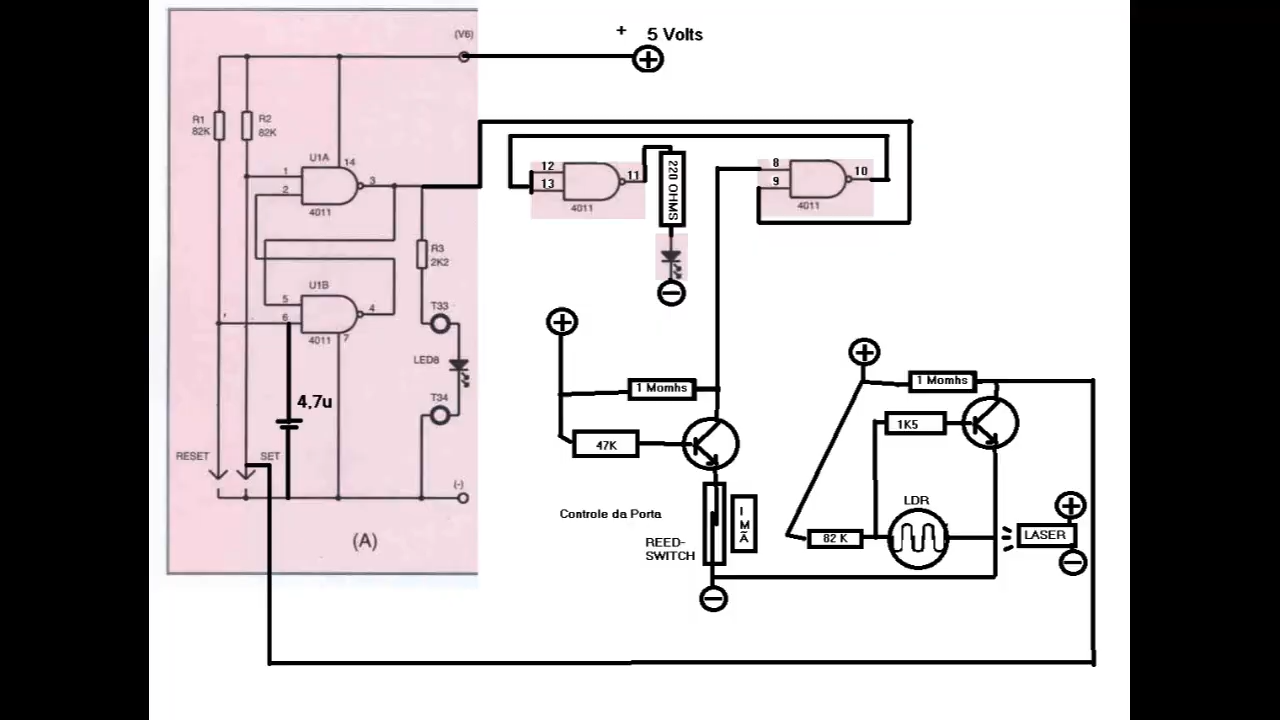 (V6)
+ 5 Volts
R1
82K
R2
82K
U1A
14
1
2
3
4011
12
13
11
4011
220 OHMS
8
9
10
4011
R3
2K2
U1B
5
6
4
4011
7
T33
LED8
T34
4,7u
RESET
SET
(-)
(A)
1 Momhs
47K
Controle da Porta
REED-
SWITCH
IMÃ
1 Momhs
1K5
LDR
82 K
LASER